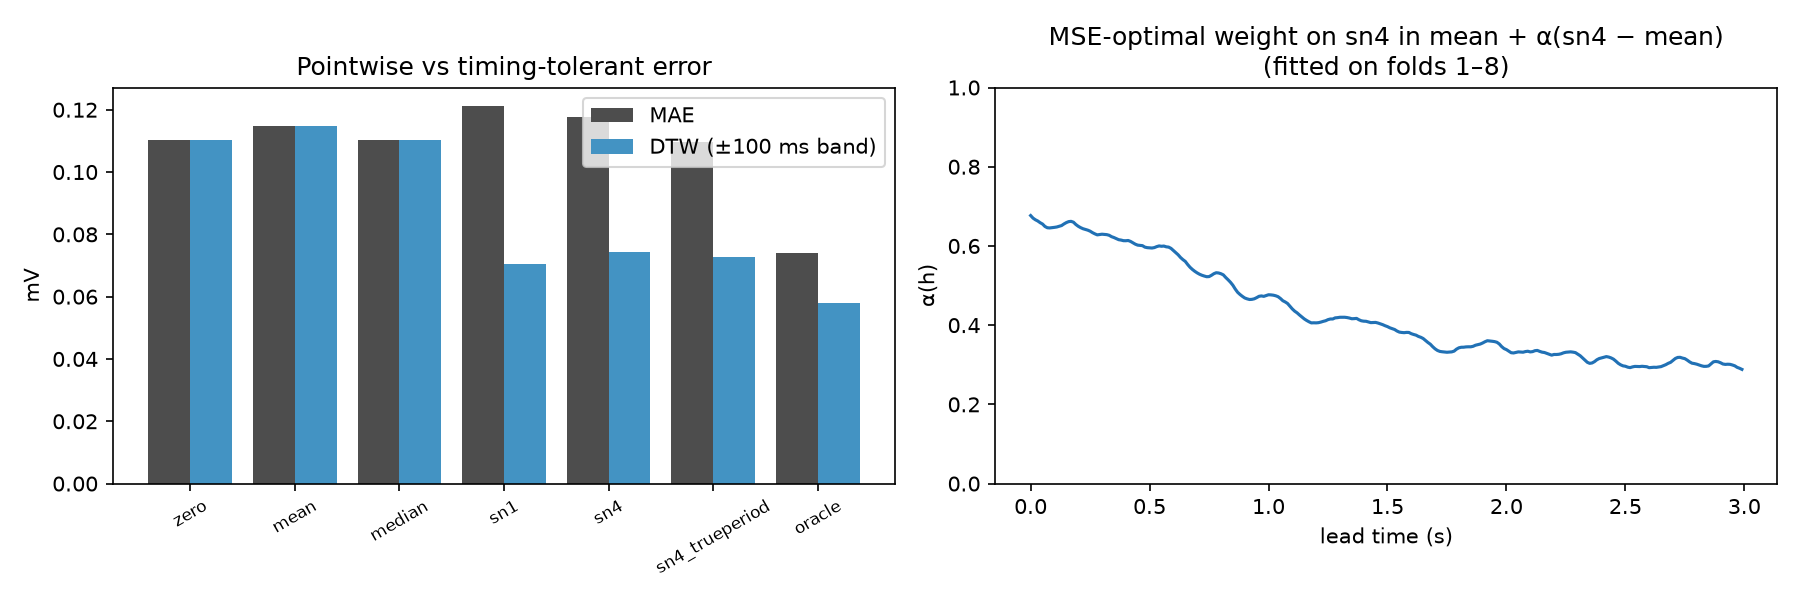 Pointwise vs timing-tolerant error
mV
0.12
0.10
0.08
0.06
0.04
0.02
0.00
MAE
DTW (±100 ms band)
zero
mean
median
sn1
sn4
sn4_trueperiod
oracle
MSE-optimal weight on sn4 in mean + α(sn4 − mean)
(fitted on folds 1–8)
α(h)
1.0
0.8
0.6
0.4
0.2
0.0
0.0
0.5
1.0
1.5
2.0
2.5
3.0
lead time (s)